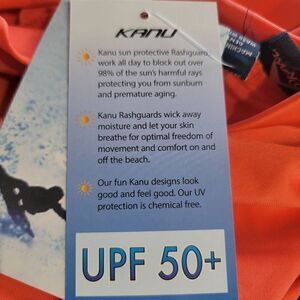 KANU
Kanu sun protective Rashguard
work all day to block out over
98% of the sun's harmful rays
protecting you from sunburn
and premature aging.
Kanu Rashguards wick away
moisture and let your skin
breathe for optimal freedom of
movement and comfort on and
off the beach.
Our fun Kanu designs look
good and feel good. Our UV
protection is chemical free.
UPF 50+